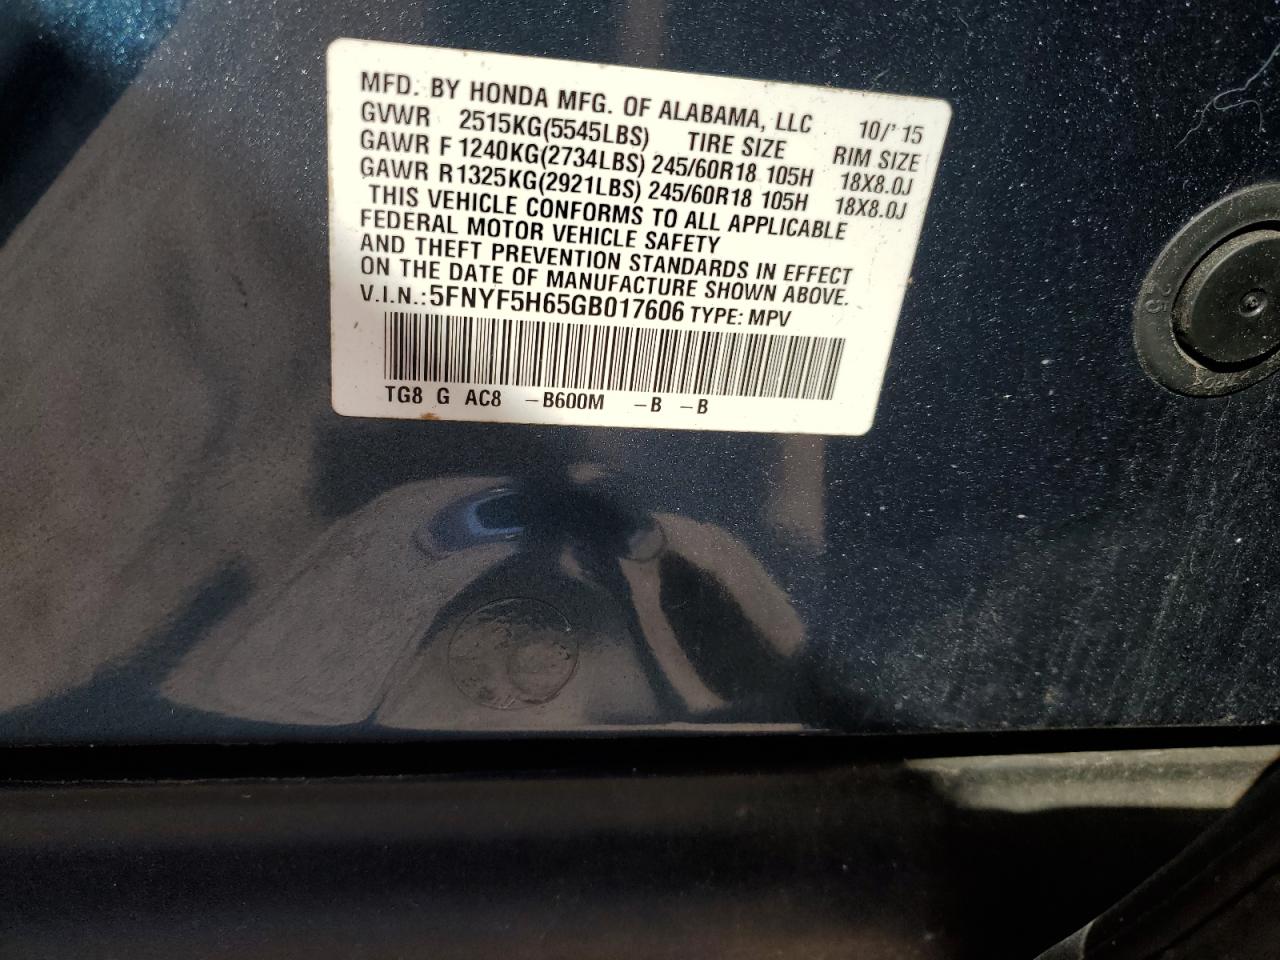 MFD. BY HONDA MFG. OF ALABAMA, LLC 10/'15
GVWR 2515KG(5545LBS) TIRE SIZE RIM SIZE
GAWR F 1240KG(2734LBS) 245/60R18 105H 18X8.0J
GAWR R1325KG(2921LBS) 245/60R18 105H 18X8.0J
THIS VEHICLE CONFORMS TO ALL APPLICABLE
FEDERAL MOTOR VEHICLE SAFETY
AND THEFT PREVENTION STANDARDS IN EFFECT
ON THE DATE OF MANUFACTURE SHOWN ABOVE.
V.I.N.:5FNYF5H65GB017606 TYPE: MPV
TG8 G AC8 -B600M -B -B